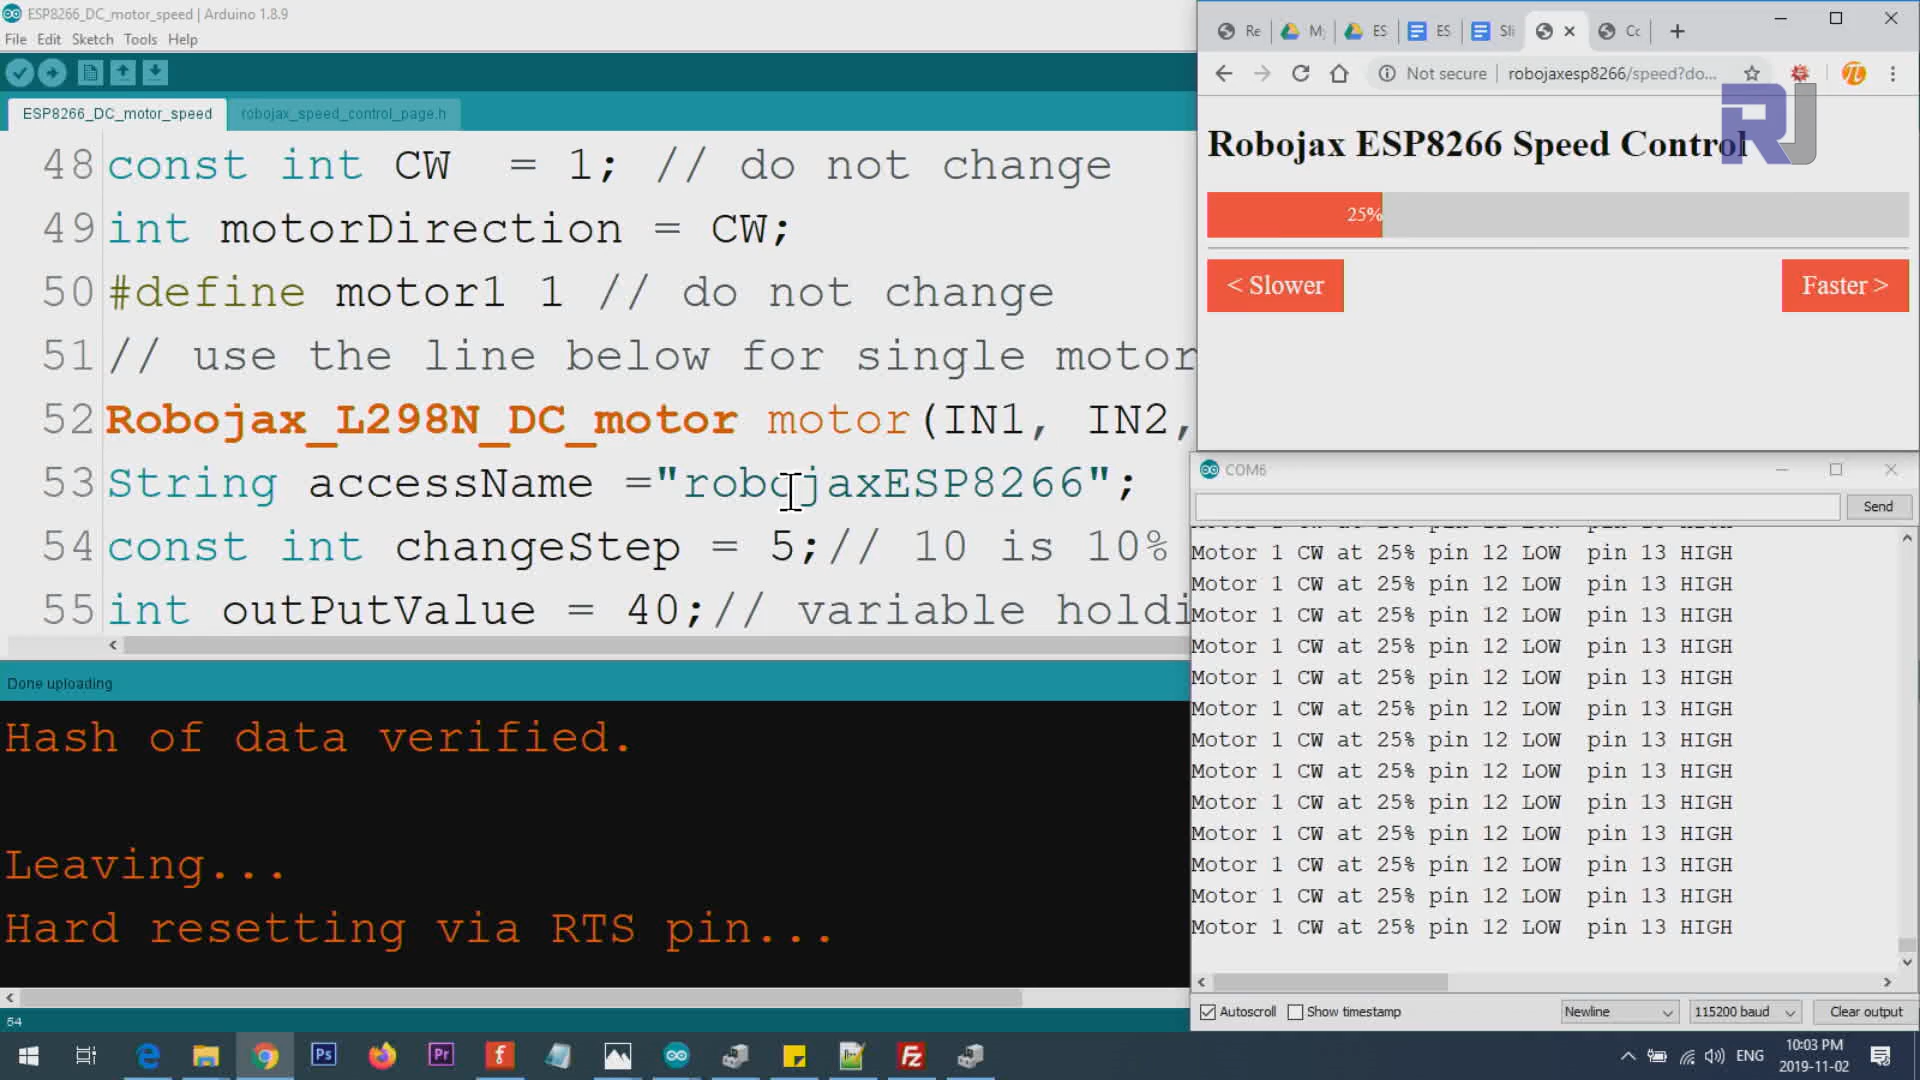 ESP8266_DC_motor_speed | Arduino 1.8.9
File Edit Sketch Tools Help
ESP8266_DC_motor_speed robojax_speed_control_page.h
48 const int CW = 1; // do not change
49 int motorDirection = CW;
50 #define motor1 1 // do not change
51 // use the line below for single motor
52 Robojax_L298N_DC_motor motor(IN1, IN2,
53 String accessName ="robojaxESP8266";
54 const int changeStep = 5;// 10 is 10%
55 int outPutValue = 40;// variable holdi
Done uploading
Hash of data verified.
Leaving...
Hard resetting via RTS pin...
54
Re My ES ES Sli Cc
Not secure robojaxesp8266/speed?do...
RJ
Robojax ESP8266 Speed Control
25%
< Slower Faster >
COM6
Send
Motor 1 CW at 25% pin 12 LOW pin 13 HIGH
Motor 1 CW at 25% pin 12 LOW pin 13 HIGH
Motor 1 CW at 25% pin 12 LOW pin 13 HIGH
Motor 1 CW at 25% pin 12 LOW pin 13 HIGH
Motor 1 CW at 25% pin 12 LOW pin 13 HIGH
Motor 1 CW at 25% pin 12 LOW pin 13 HIGH
Motor 1 CW at 25% pin 12 LOW pin 13 HIGH
Motor 1 CW at 25% pin 12 LOW pin 13 HIGH
Motor 1 CW at 25% pin 12 LOW pin 13 HIGH
Motor 1 CW at 25% pin 12 LOW pin 13 HIGH
Motor 1 CW at 25% pin 12 LOW pin 13 HIGH
Motor 1 CW at 25% pin 12 LOW pin 13 HIGH
Motor 1 CW at 25% pin 12 LOW pin 13 HIGH
Autoscroll Show timestamp Newline 115200 baud Clear output
Ps Pr f Fz ENG 10:03 PM
2019-11-02